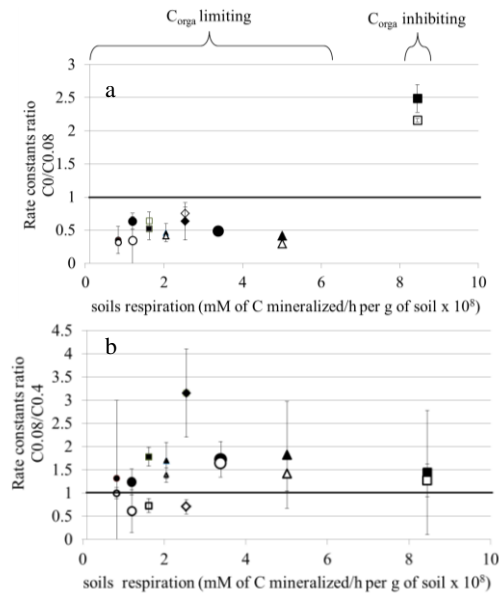 C_orga limiting
C_orga inhibiting
3
2.5
2
1.5
1
0.5
0
a
Rate constants ratio
C0/C0.08
0 2 4 6 8 10
soils respiration (mM of C mineralized/h per g of soil x 10⁸)
4.5
4
3.5
3
2.5
2
1.5
1
0.5
0
b
Rate constants ratio
C0.08/C0.4
0 2 4 6 8 10
soils respiration (mM of C mineralized/h per g of soil x 10⁸)